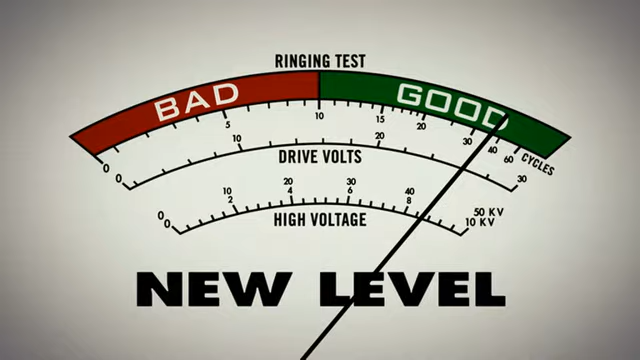 RINGING TEST
BAD GOOD
0 5 10 15 20 30 40 60 CYCLES
0 10 20 30
DRIVE VOLTS
10 20 30 40
0 2 4 6 8 50 KV
0 10 KV
HIGH VOLTAGE
NEW LEVEL